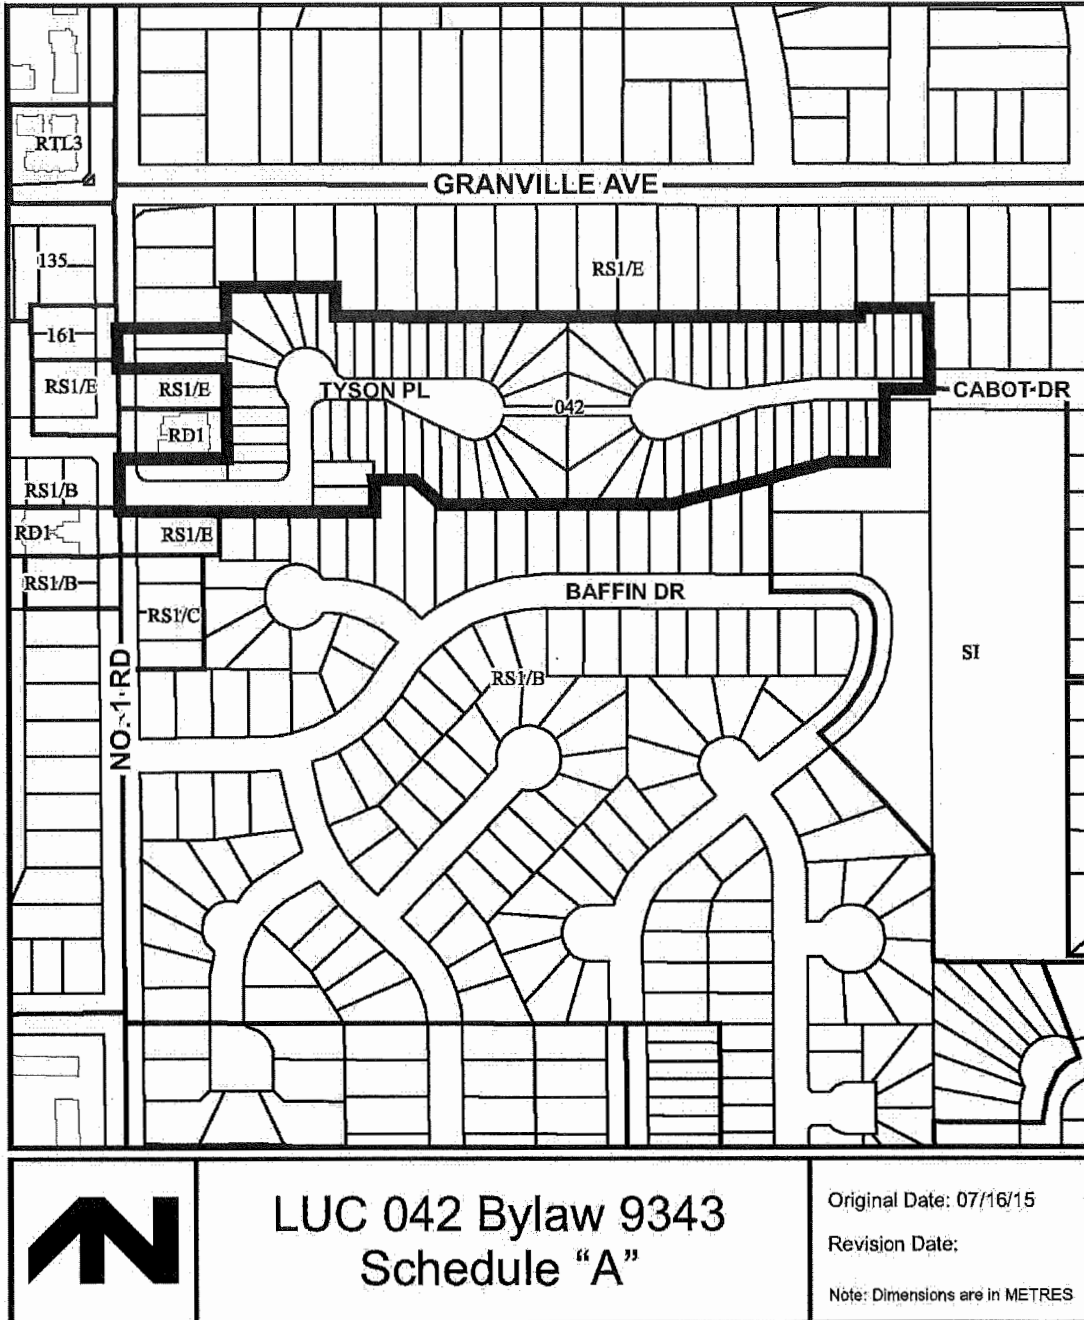 RTL3
GRANVILLE AVE
135
RS1/E
161
RS1/E
RS1/E
TYSON PL
042
CABOT DR
RD1
RS1/B
RD1
RS1/E
RS1/B
BAFFIN DR
RS1/C
SI
RS1/B
NO. 1 RD
LUC 042 Bylaw 9343
Schedule “A”
Original Date: 07/16/15
Revision Date:
Note: Dimensions are in METRES